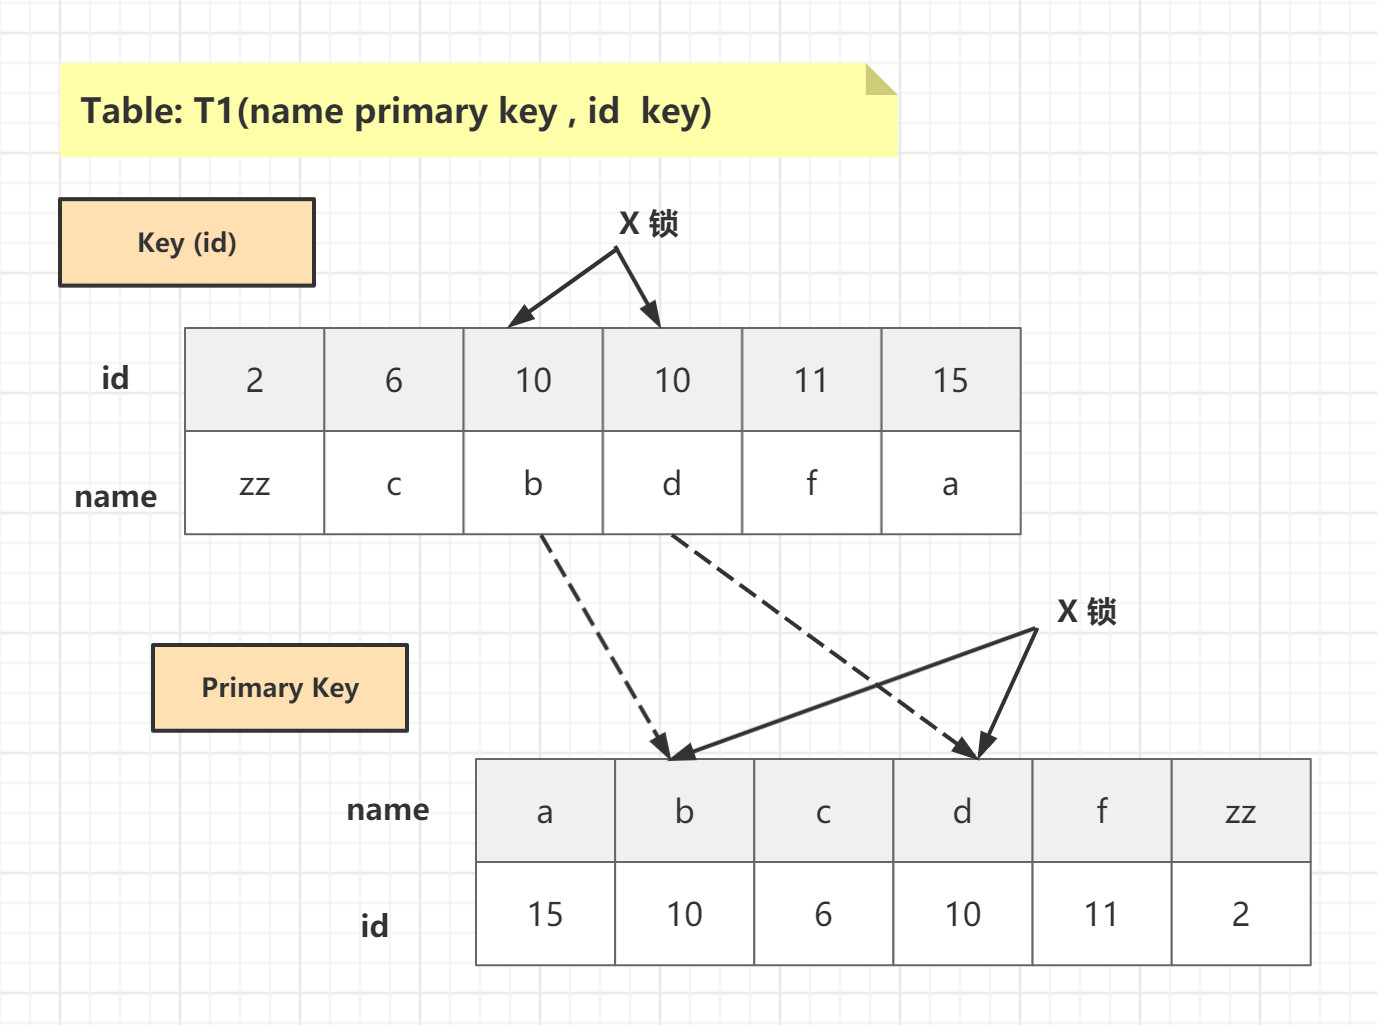 Table: T1(name primary key , id  key)
Key (id)
X 锁
id 2 6 10 10 11 15
name zz c b d f a
X 锁
Primary Key
name a b c d f zz
id 15 10 6 10 11 2